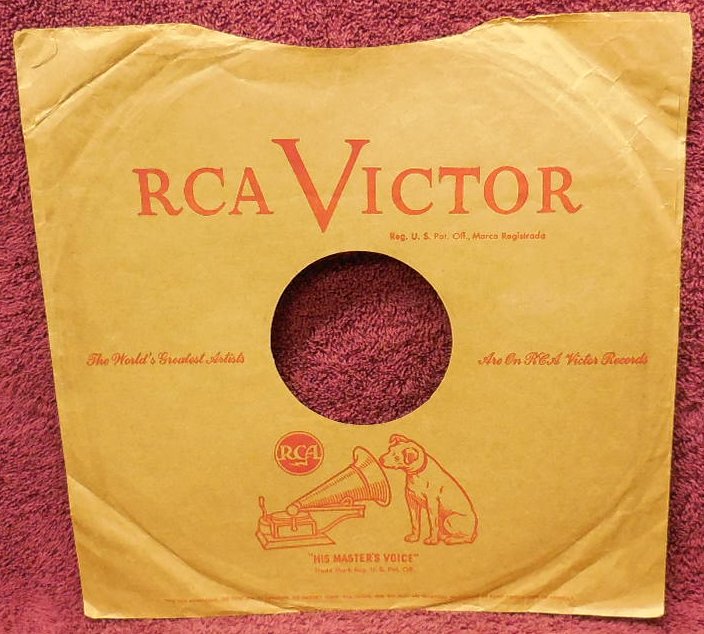 RCA VICTOR
Reg. U. S. Pat. Off., Marca Registrada
The World's Greatest Artists
Are On RCA Victor Records
RCA
"HIS MASTER'S VOICE"
Trade Mark Reg. U. S. Pat. Off.